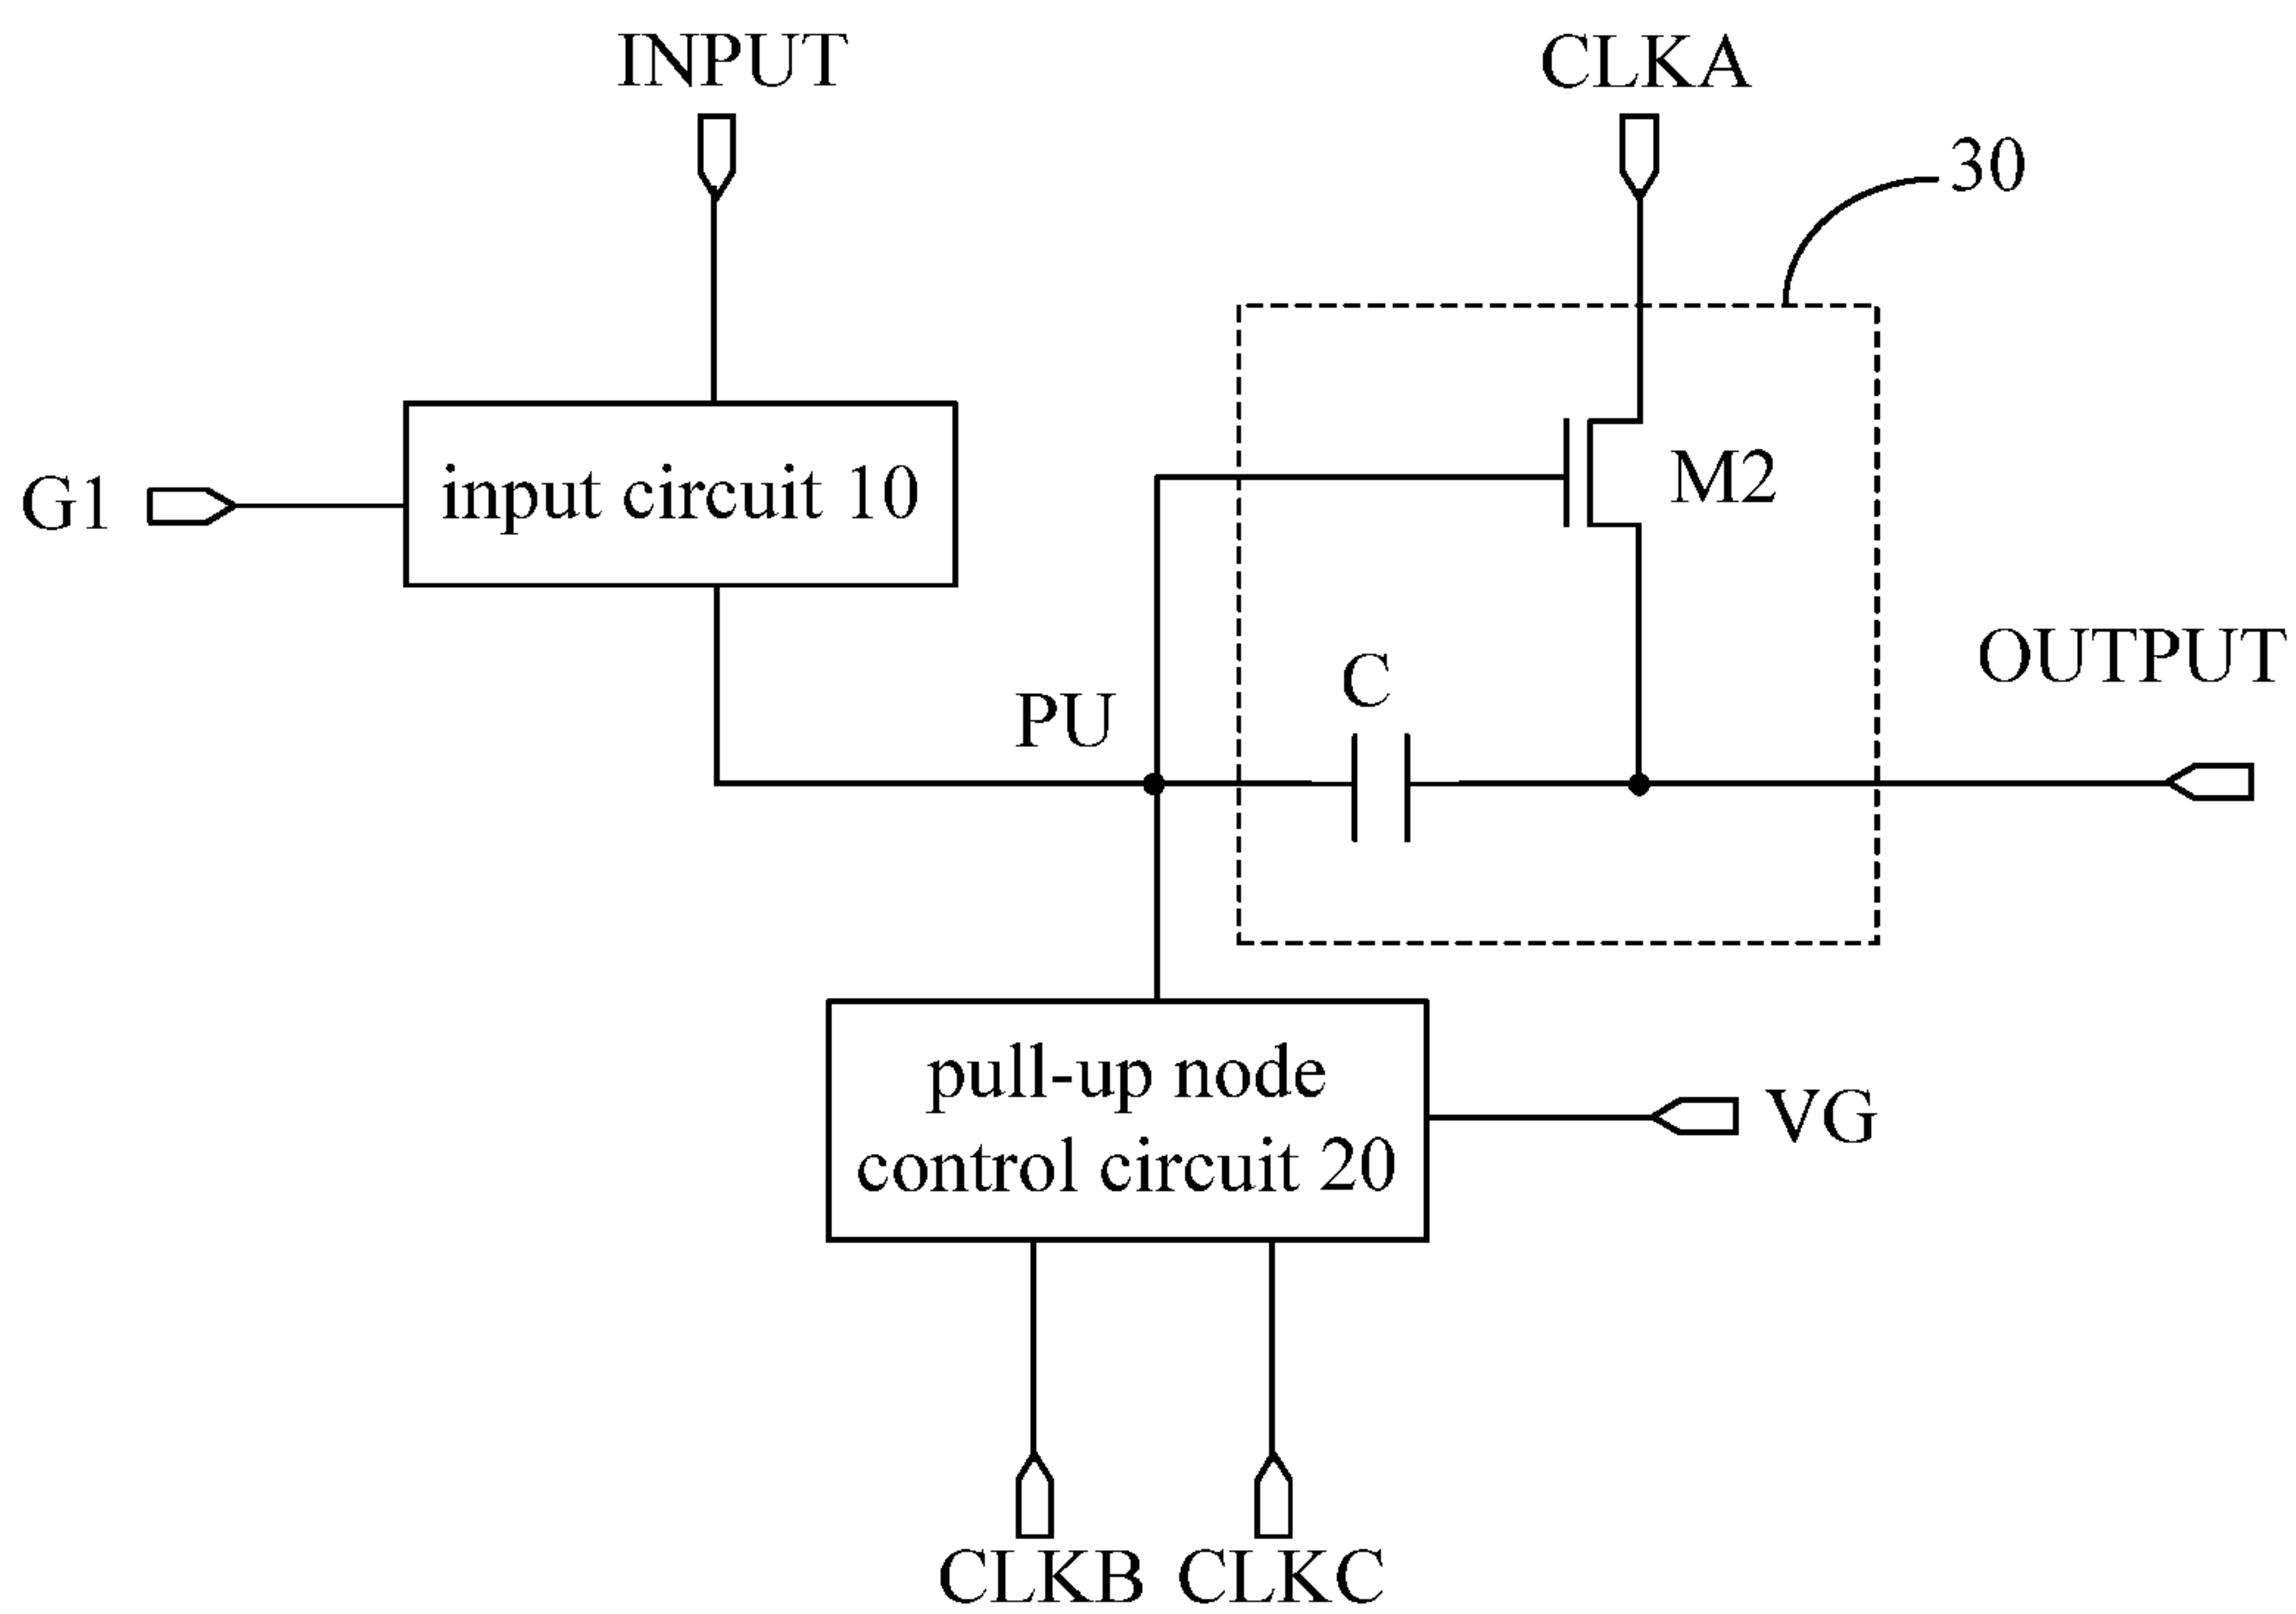 INPUT
CLKA
30
G1
input circuit 10
M2
OUTPUT
C
PU
pull-up node
control circuit 20
VG
CLKB
CLKC